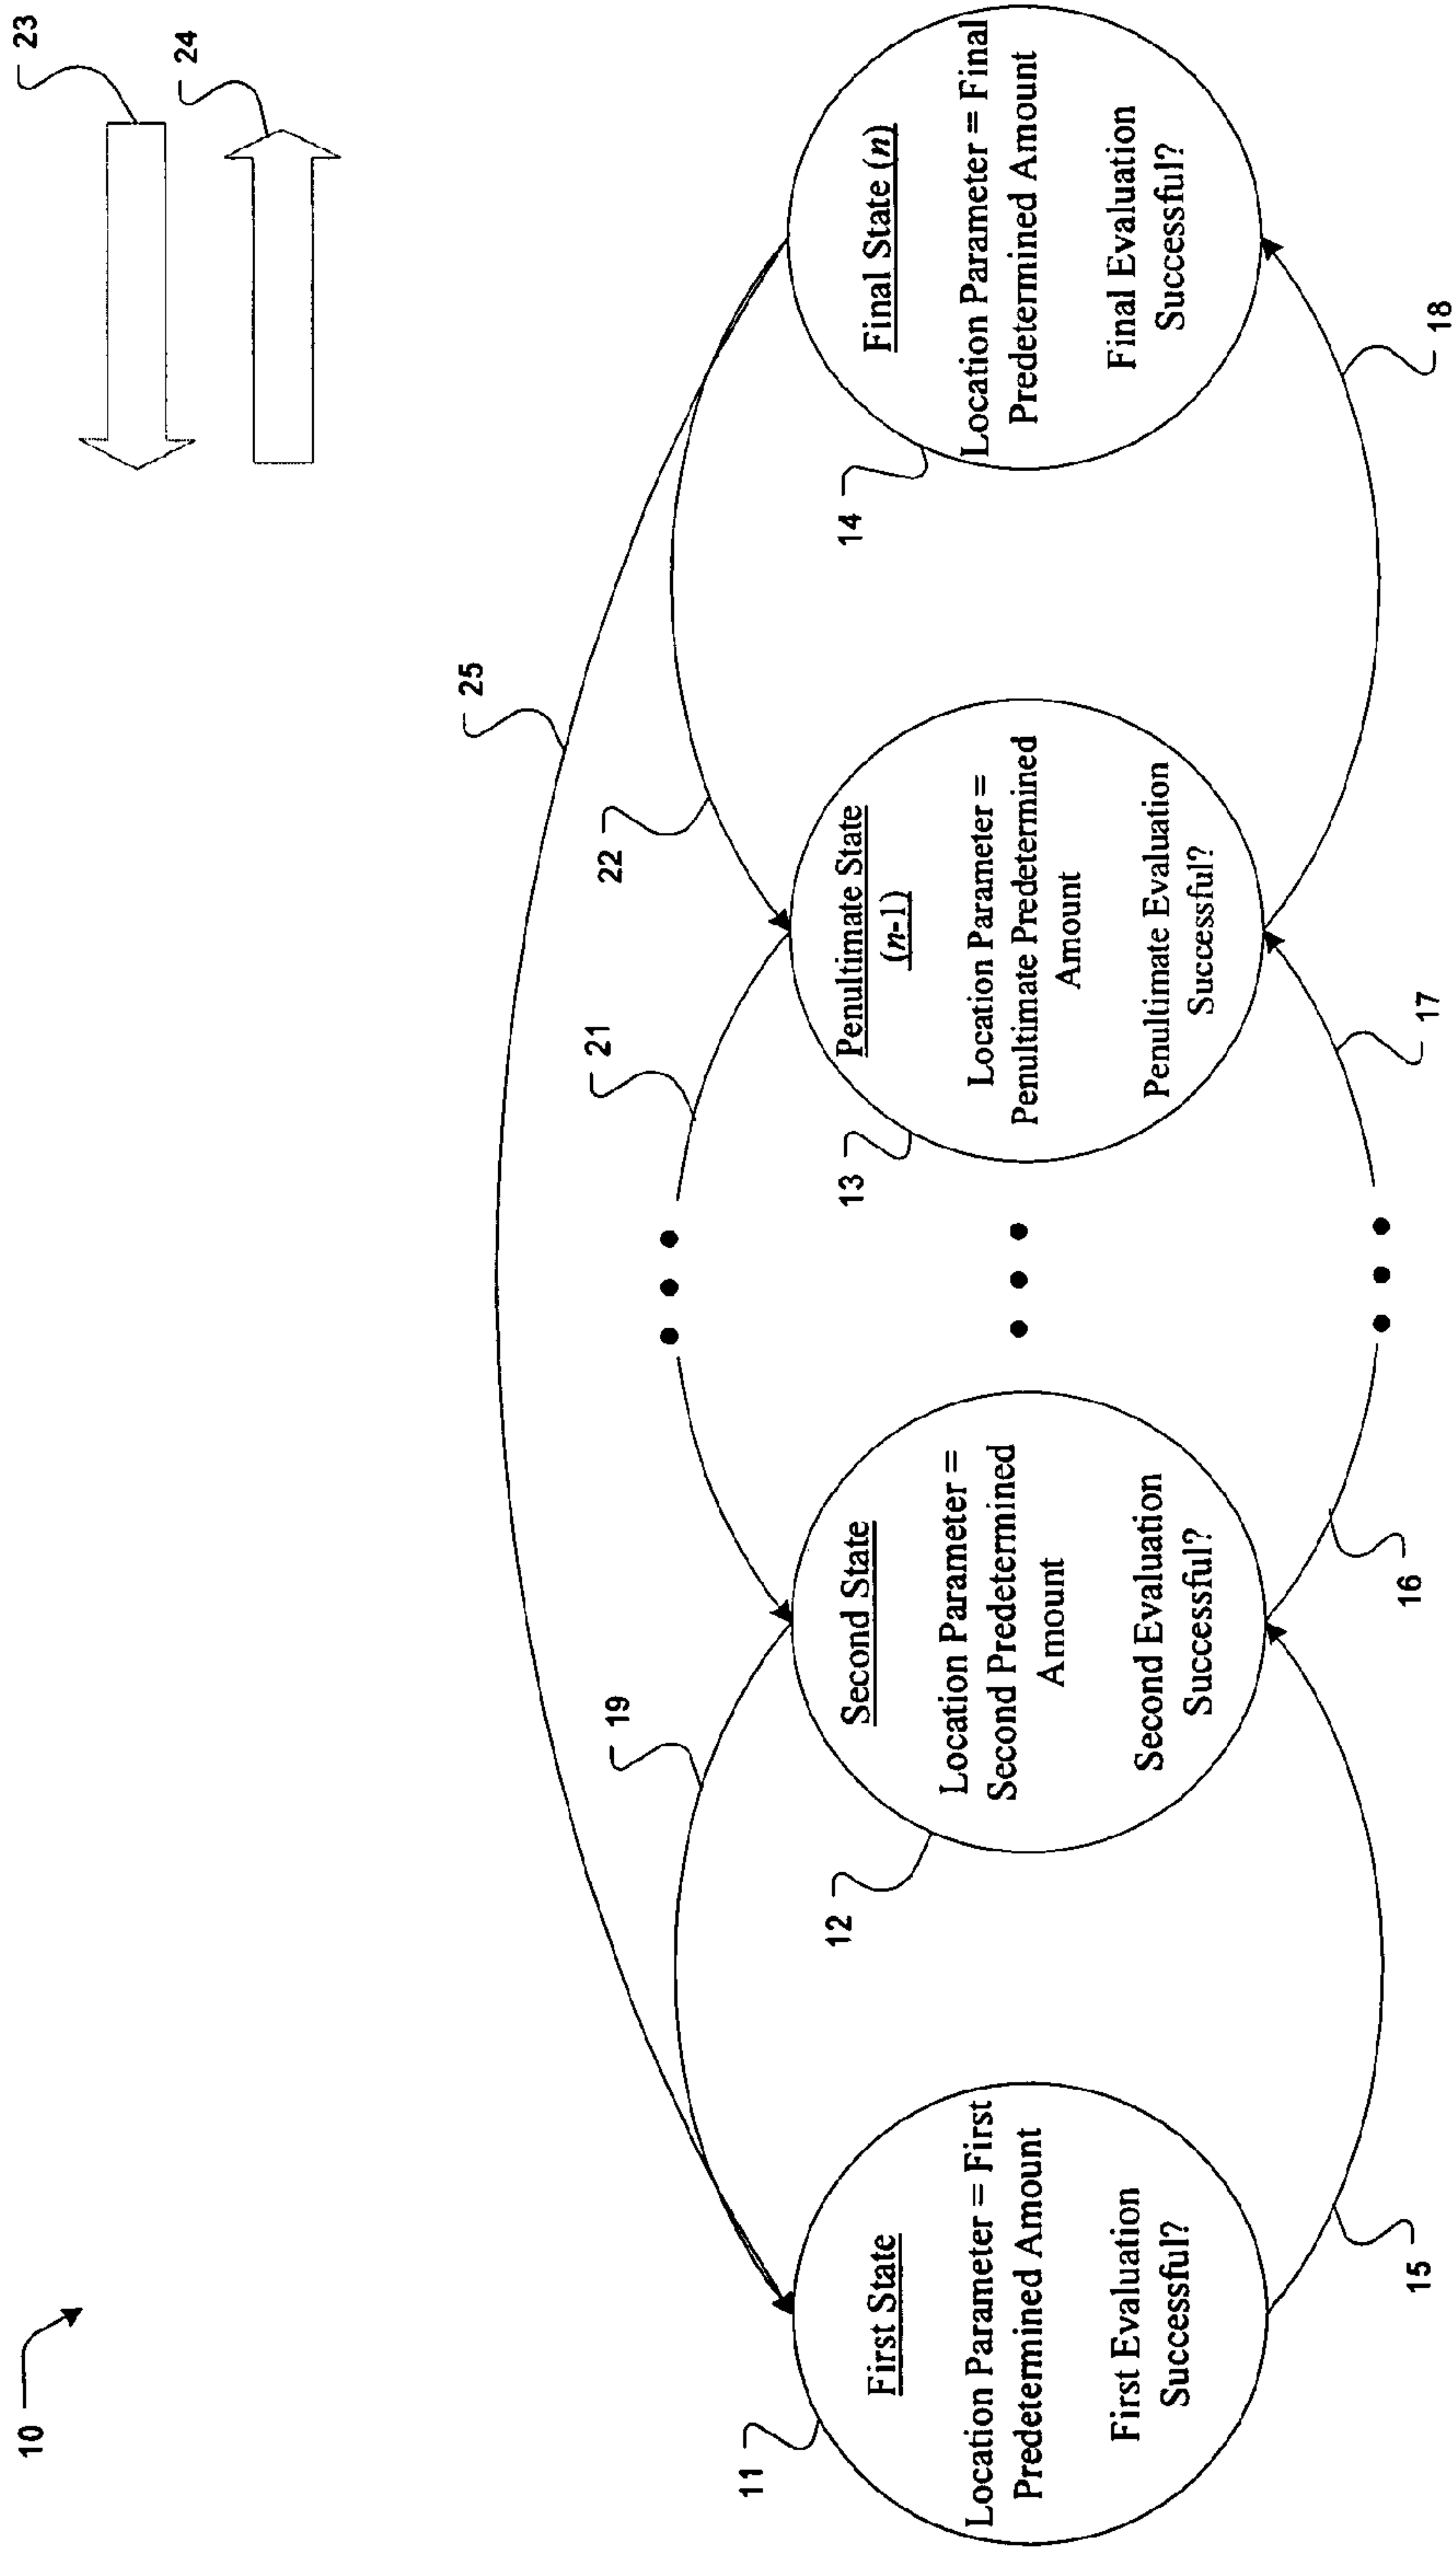 10
23
24
25
19
21
22
11
First State
Location Parameter = First
Predetermined Amount
First Evaluation
Successful?
12
Second State
Location Parameter =
Second Predetermined
Amount
Second Evaluation
Successful?
13
Penultimate State
(n-1)
Location Parameter =
Penultimate Predetermined
Amount
Penultimate Evaluation
Successful?
14
Final State (n)
Location Parameter = Final
Predetermined Amount
Final Evaluation
Successful?
15
16
17
18